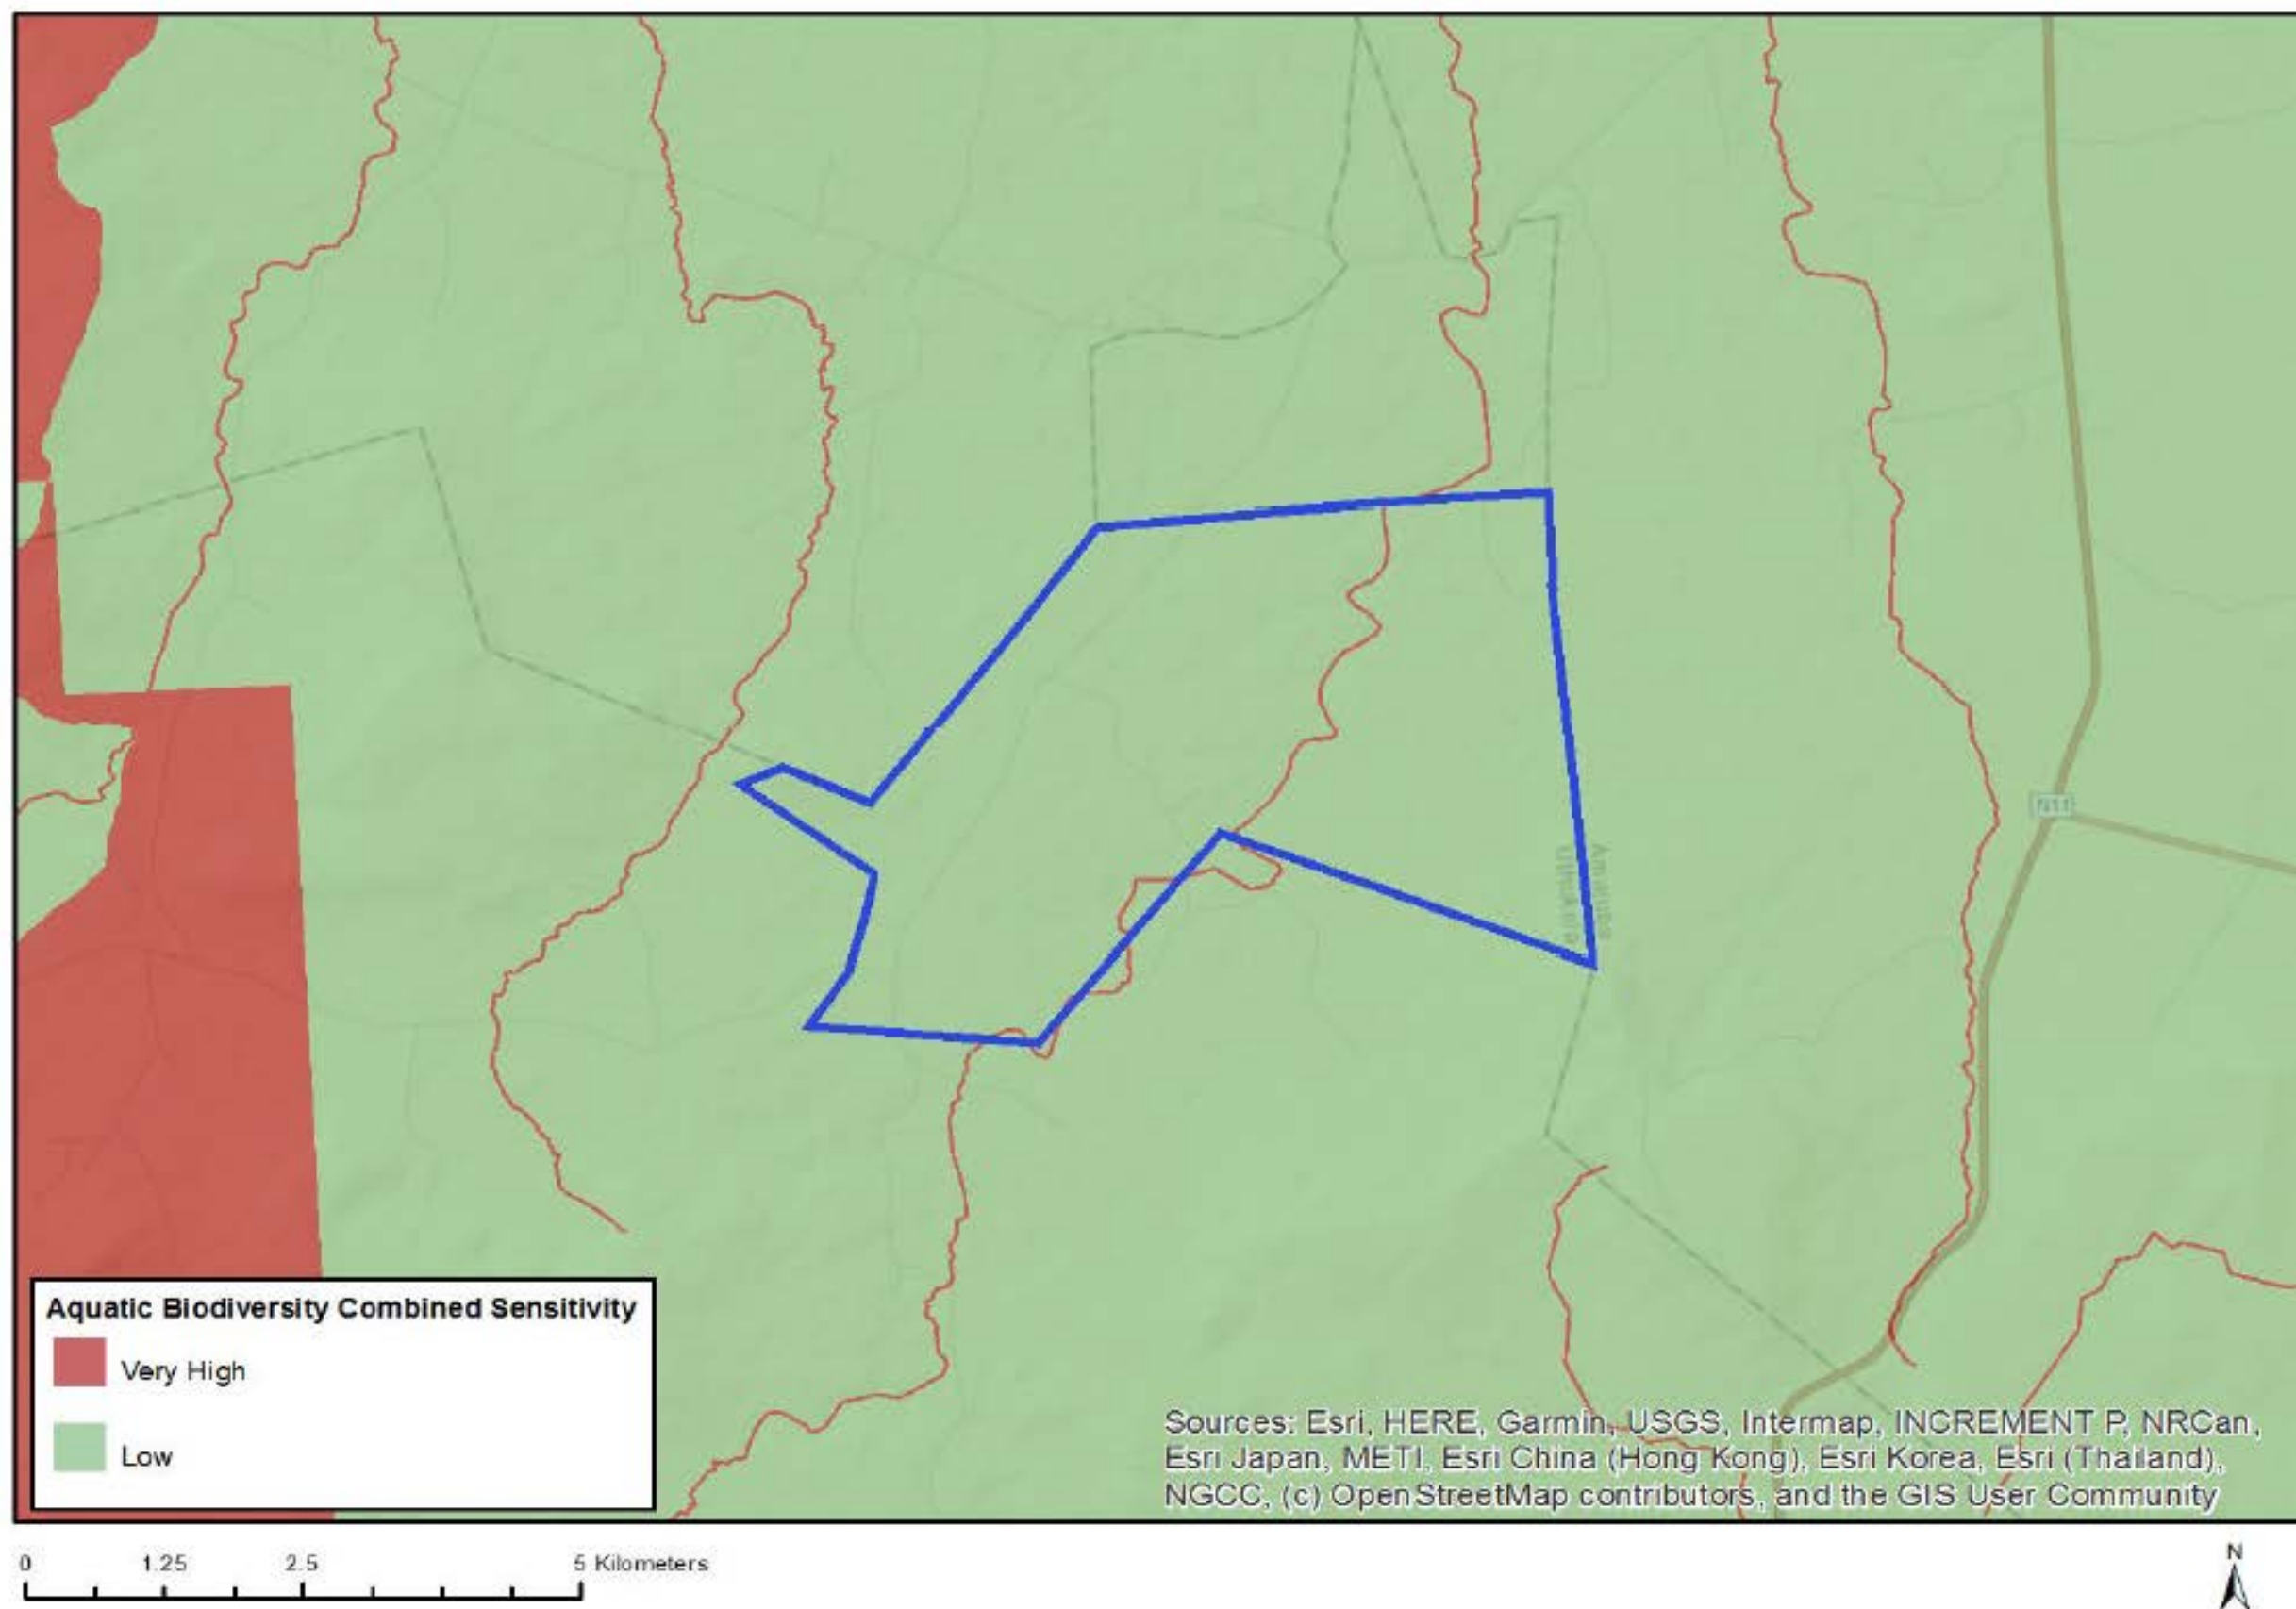 N11
Aquatic Biodiversity Combined Sensitivity
Very High
Low
Sources: Esri, HERE, Garmin, USGS, Intermap, INCREMENT P, NRCan,
Esri Japan, METI, Esri China (Hong Kong), Esri Korea, Esri (Thailand),
NGCC, (c) OpenStreetMap contributors, and the GIS User Community
0 1.25 2.5 5 Kilometers
N